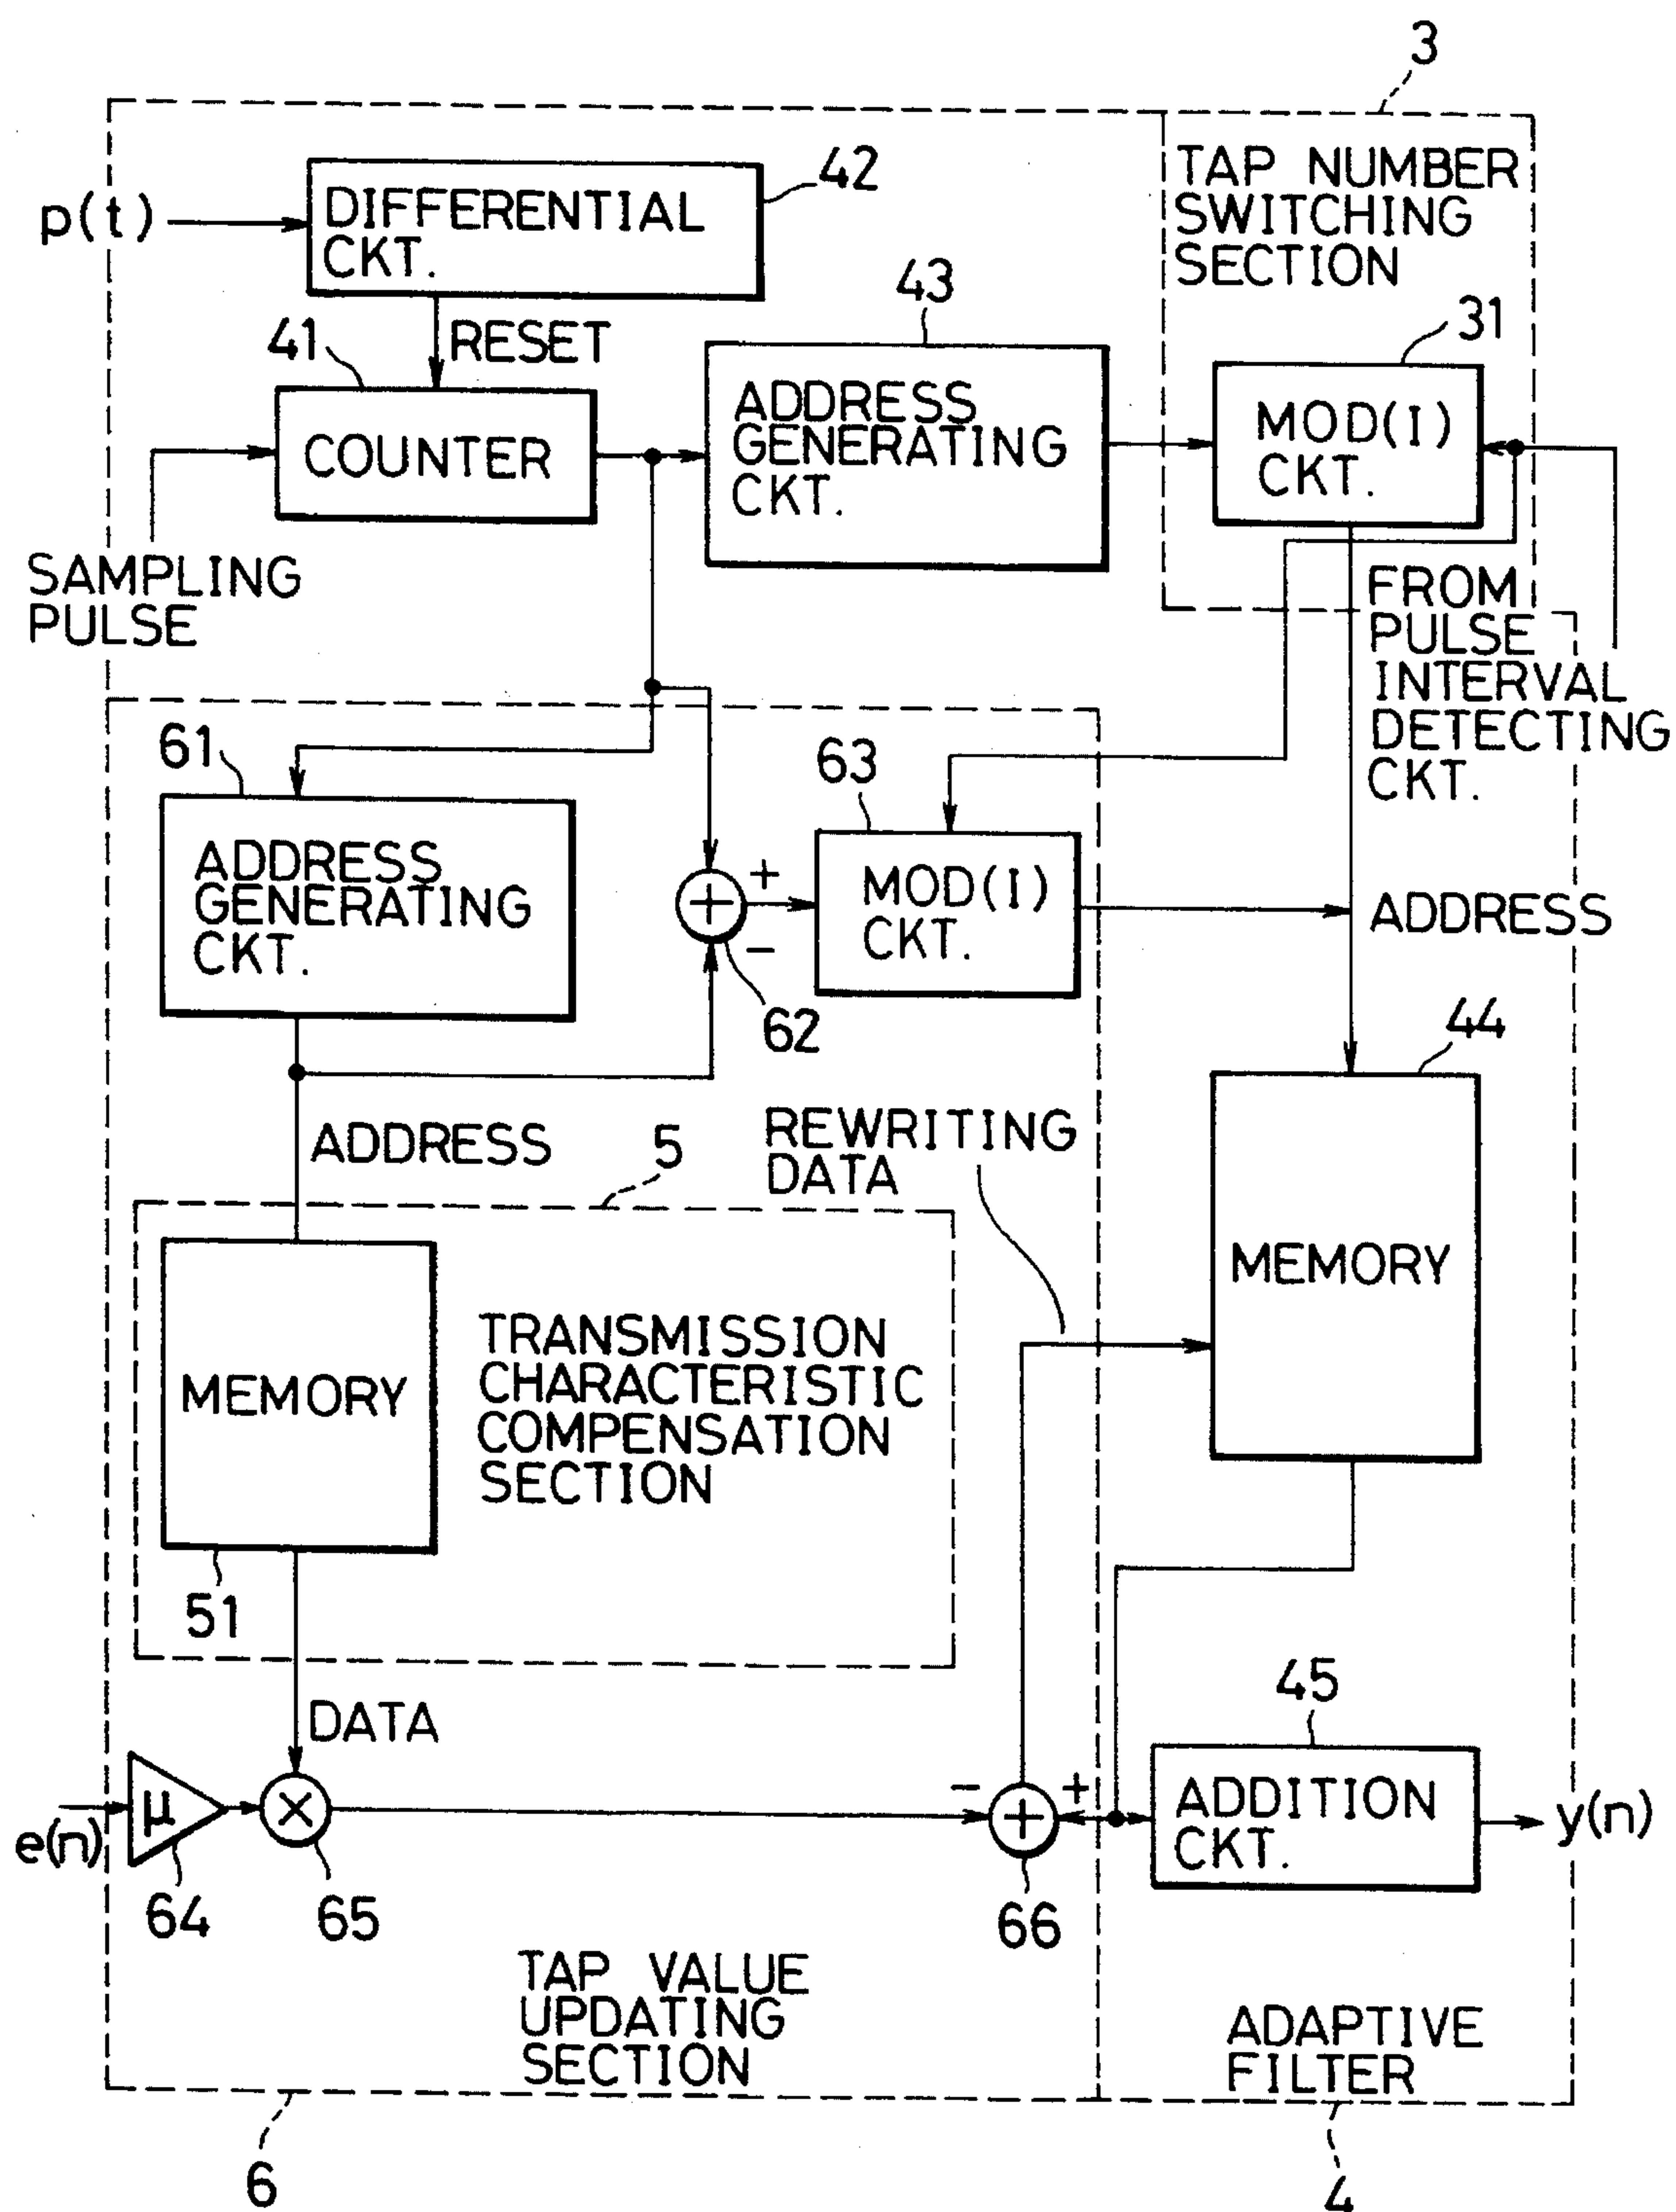 3
TAP NUMBER
SWITCHING
SECTION
42
p(t)
DIFFERENTIAL
CKT.
43
31
41
RESET
COUNTER
ADDRESS
GENERATING
CKT.
MOD(I)
CKT.
SAMPLING
PULSE
FROM
PULSE
INTERVAL
DETECTING
CKT.
61
63
ADDRESS
GENERATING
CKT.
+
+
-
62
MOD(I)
CKT.
ADDRESS
44
ADDRESS
5
REWRITING
DATA
MEMORY
MEMORY
TRANSMISSION
CHARACTERISTIC
COMPENSATION
SECTION
51
DATA
45
e(n)
μ
×
-
+
+
ADDITION
CKT.
y(n)
64
65
66
TAP VALUE
UPDATING
SECTION
ADAPTIVE
FILTER
6
4